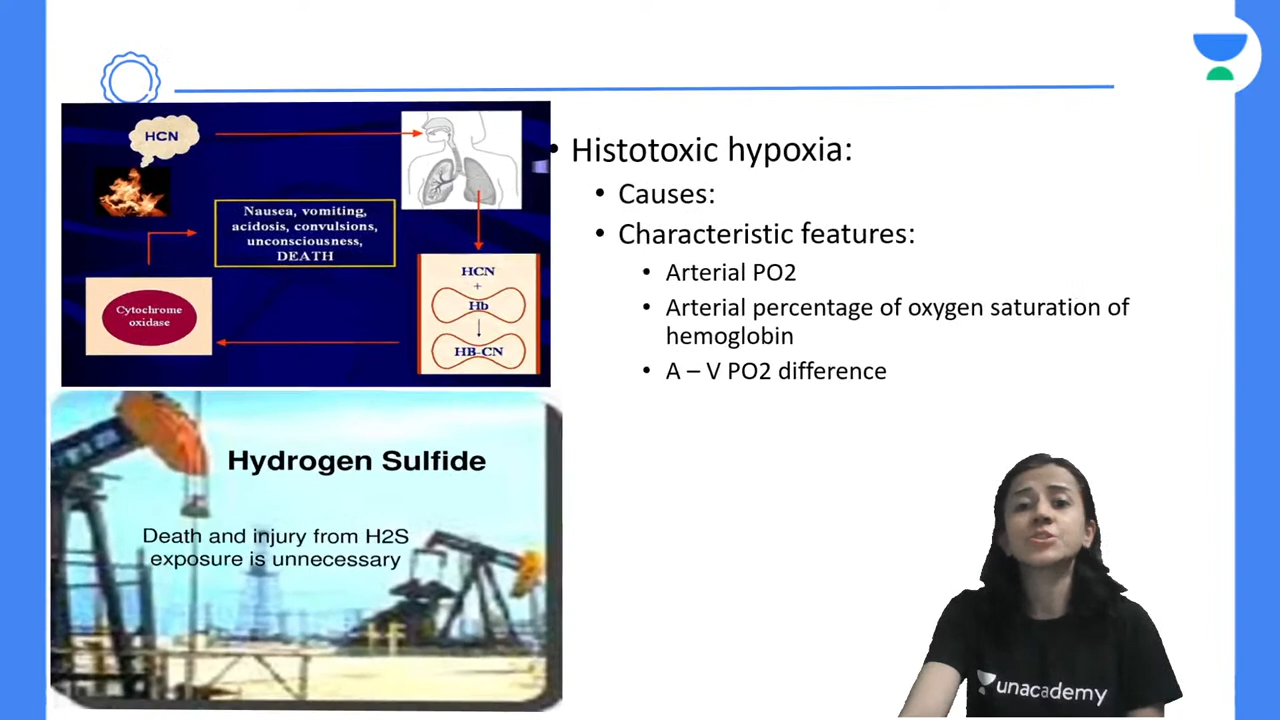 HCN
Nausea, vomiting,
acidosis, convulsions,
unconsciousness,
DEATH
HCN
+
Hb
HB-CN
Cytochrome
oxidase
• Histotoxic hypoxia:
• Causes:
• Characteristic features:
• Arterial PO2
• Arterial percentage of oxygen saturation of
hemoglobin
• A – V PO2 difference
Hydrogen Sulfide
Death and injury from H2S
exposure is unnecessary
unacademy